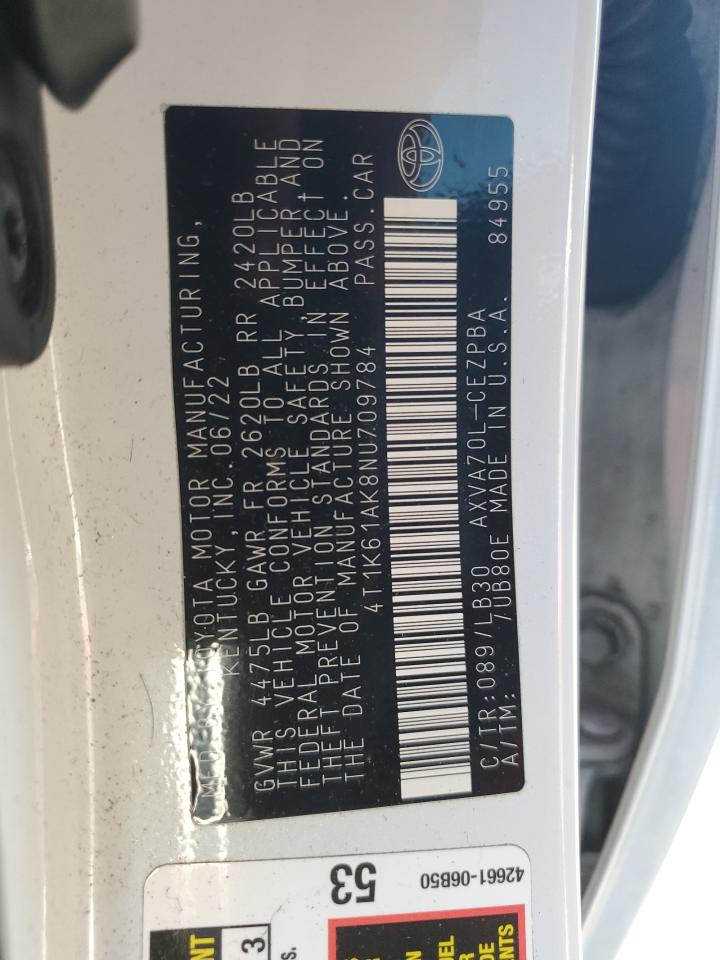 MFD BY TOYOTA MOTOR MANUFACTURING,
KENTUCKY, INC. 06/22
GVWR 4475LB GAWR FR 2620LB RR 2420LB
THIS VEHICLE CONFORMS TO ALL APPLICABLE
FEDERAL MOTOR VEHICLE SAFETY, BUMPER, AND
THEFT PREVENTION STANDARDS IN EFFECT ON
THE DATE OF MANUFACTURE SHOWN ABOVE.
4T1K61AK8NU709784 PASS.CAR
C/TR:089/LB30 AXVA70L-CEZPBA
A/TM: 7UB80E MADE IN U.S.A. 84955
53
42661-06B50
3